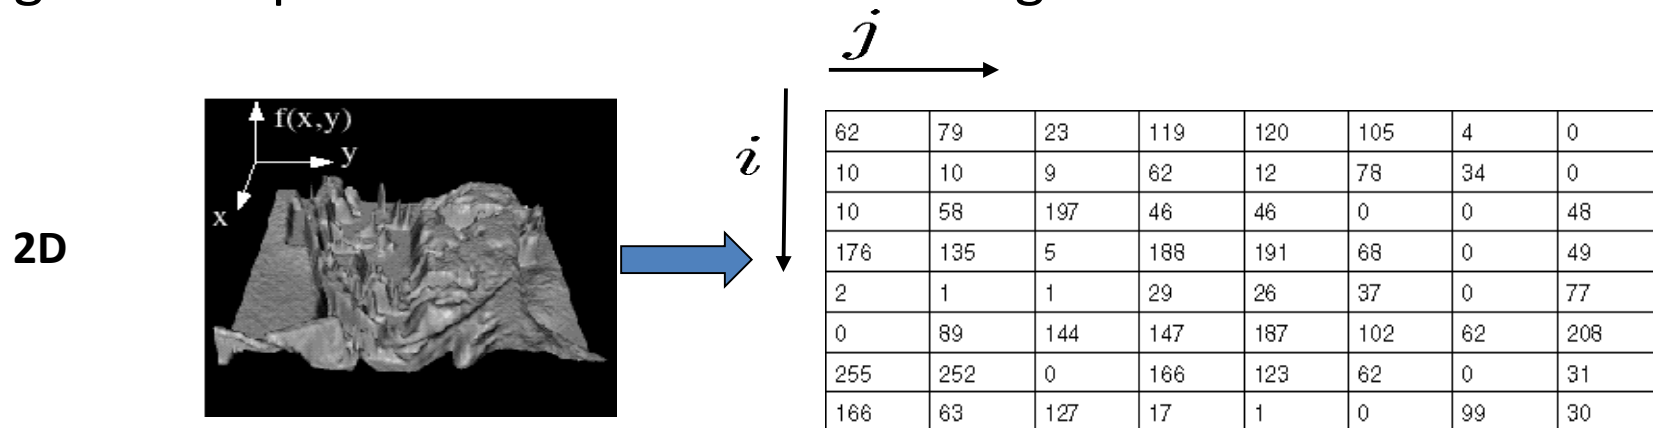 j
i
f(x,y)
y
x
2D
62 79 23 119 120 105 4 0
10 10 9 62 12 78 34 0
10 58 197 46 46 0 0 48
176 135 5 188 191 68 0 49
2 1 1 29 26 37 0 77
0 89 144 147 187 102 62 208
255 252 0 166 123 62 0 31
166 63 127 17 1 0 99 30